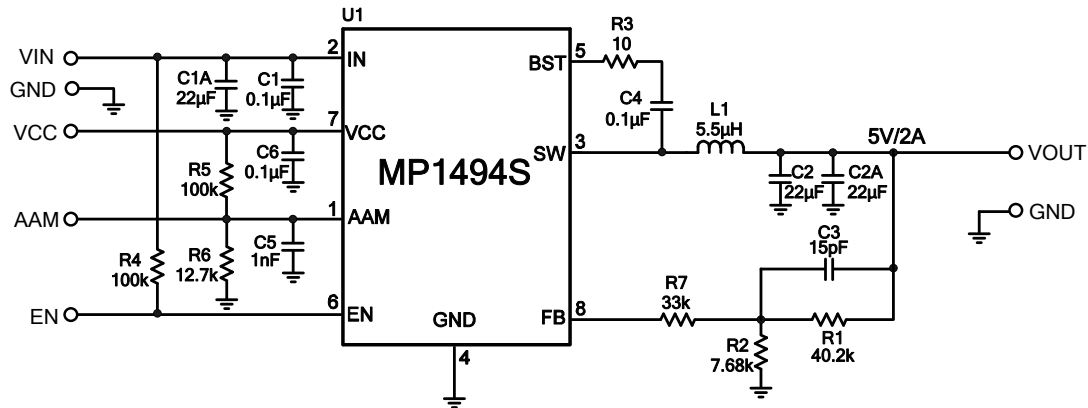 U1
VIN
2
IN
C1A
22μF
C1
0.1μF
GND
VCC
7
VCC
R5
100k
C6
0.1μF
AAM
1
AAM
R4
100k
R6
12.7k
C5
1nF
EN
6
EN
MP1494S
GND
4
BST
5
R3
10
C4
0.1μF
SW
3
L1
5.5μH
5V/2A
VOUT
C2
22μF
C2A
22μF
GND
C3
15pF
FB
8
R7
33k
R2
7.68k
R1
40.2k